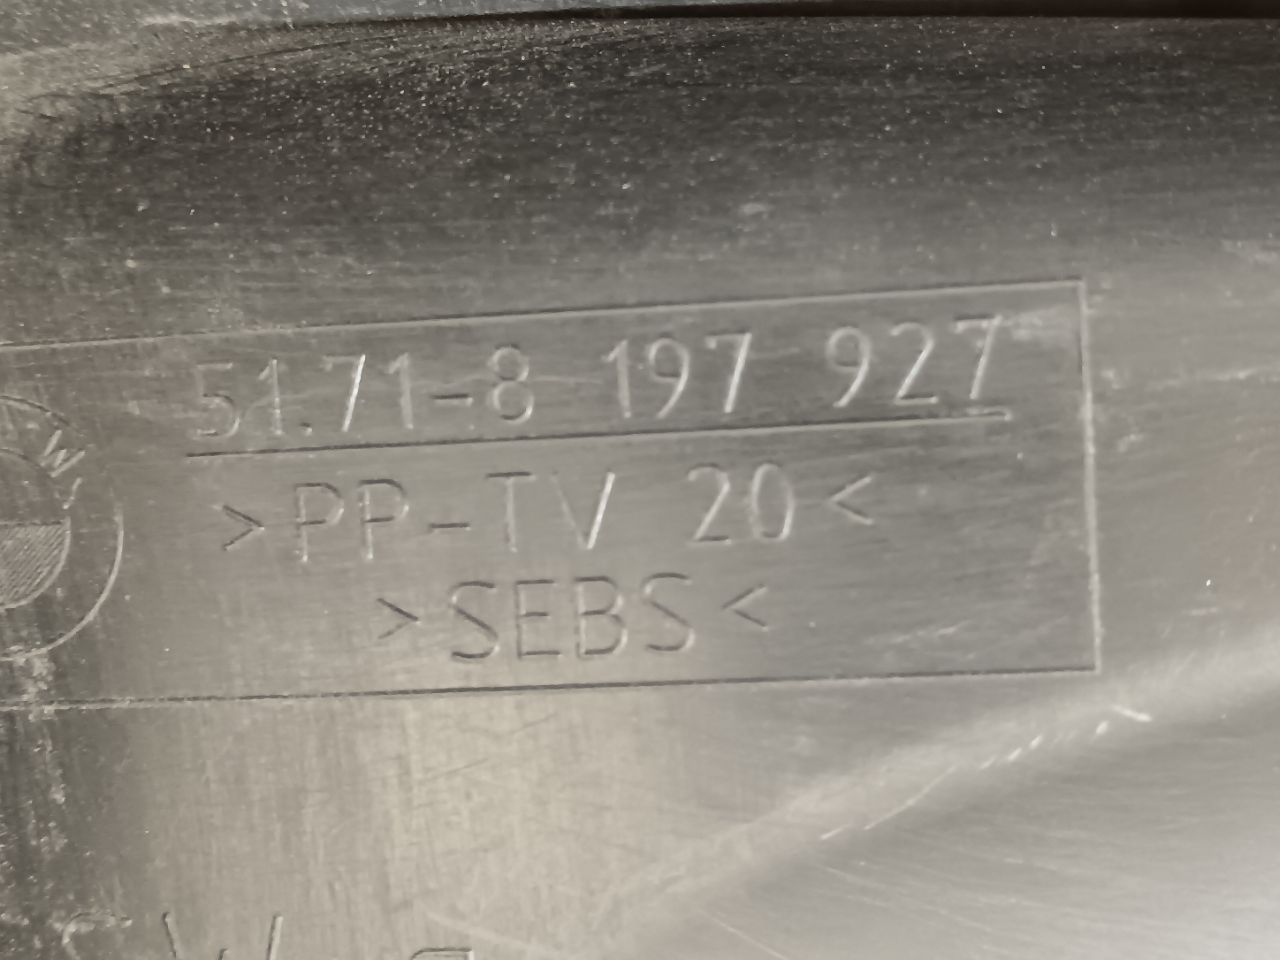 51.71-8 197 927
>PP-TV 20<
>SEBS<
W